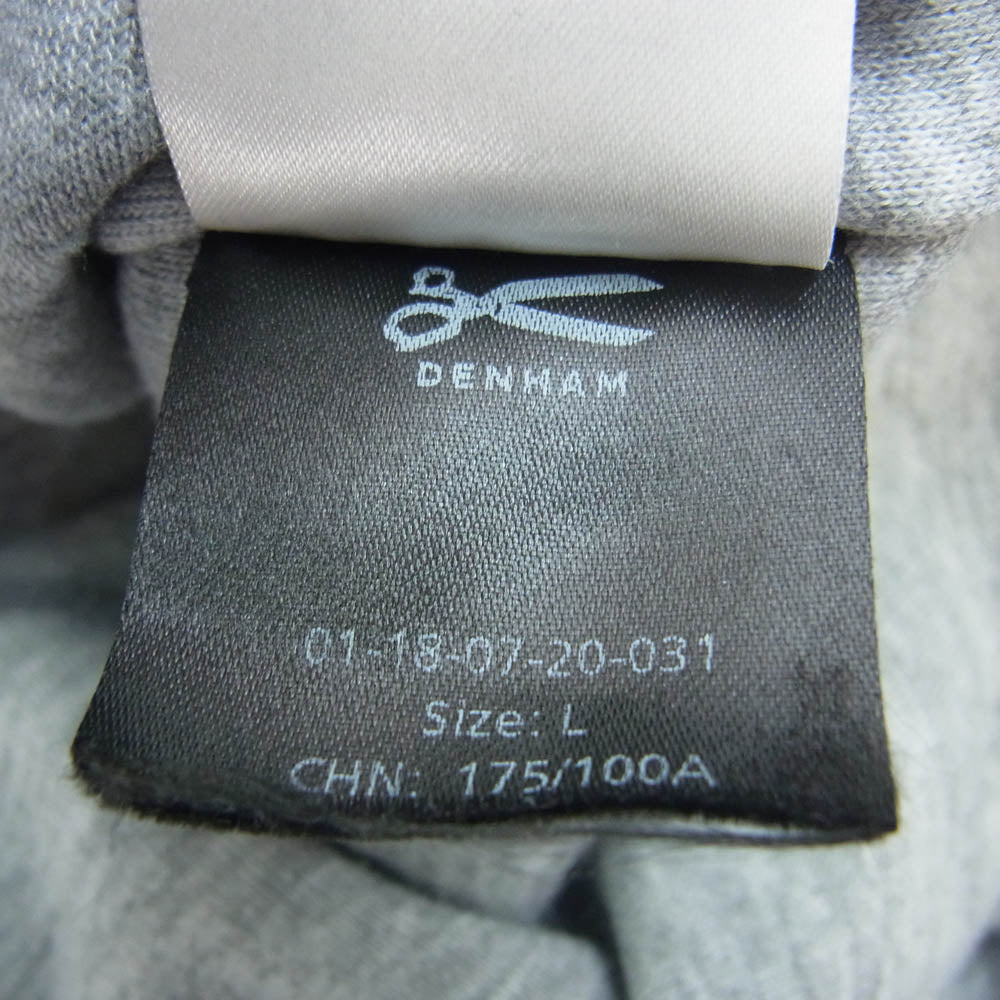 DENHAM
01-18-07-20-031
Size: L
CHN: 175/100A